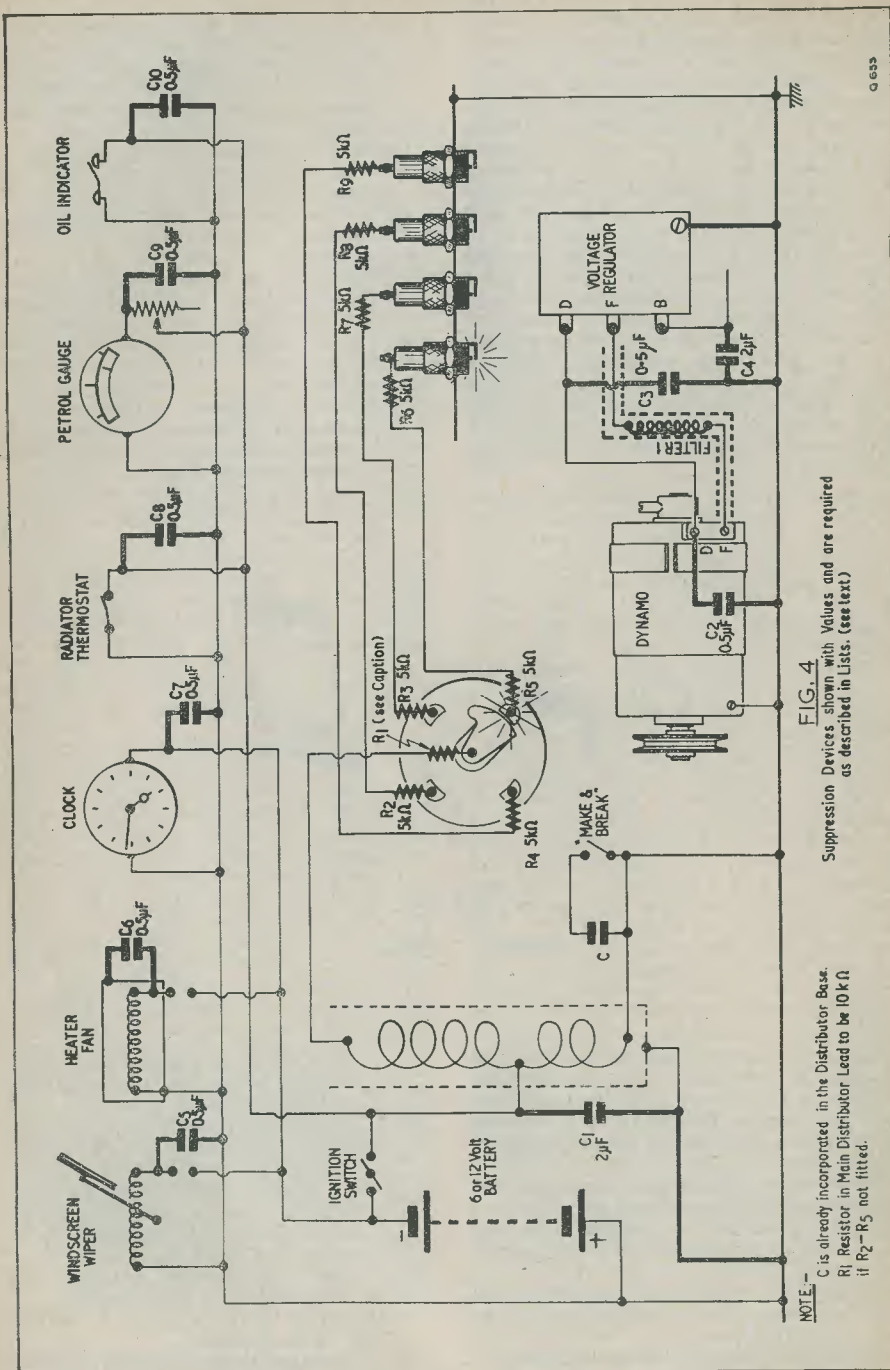 WINDSCREEN
WIPER
C5
0·5µF
HEATER
FAN
C6
0·5µF
CLOCK
C7
0·5µF
RADIATOR
THERMOSTAT
C8
0·5µF
PETROL GAUGE
C9
0·5pF
OIL INDICATOR
C10
0·5µF
IGNITION
SWITCH
-
6 or 12 Volt
BATTERY
+
C1
2µF
C
"MAKE &
BREAK"
R2
5kΩ
R1 (see Caption)
R3 5kΩ
R4 5kΩ
R5 5kΩ
R6 5kΩ
R7 5kΩ
R8
5kΩ
R9
5kΩ
DYNAMO
D
F
C2
0·5µF
FILTER 1
C3
0·5µF
C4 2µF
D
F
B
VOLTAGE
REGULATOR
NOTE:-
C is already incorporated in the Distributor Base.
R1 Resistor in Main Distributor Lead to be 10kΩ
if R2-R5 not fitted.
FIG. 4
Suppression Devices shown with Values and are required
as described in Lists. (see text)
G 655